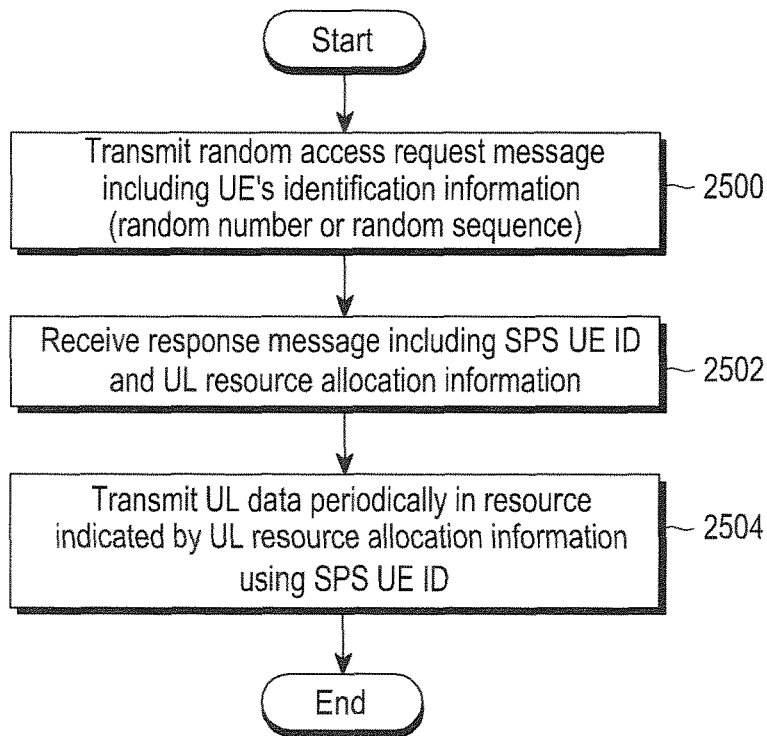 Start
Transmit random access request message
including UE's identification information
(random number or random sequence)
2500
Receive response message including SPS UE ID
and UL resource allocation information
2502
Transmit UL data periodically in resource
indicated by UL resource allocation information
using SPS UE ID
2504
End